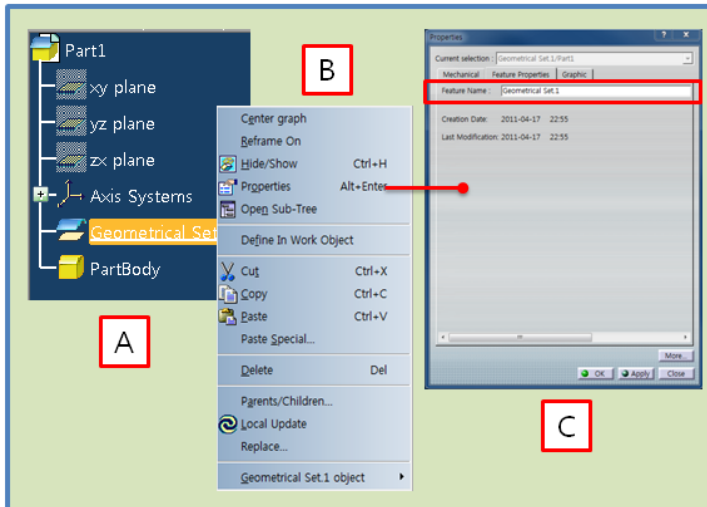 Part1
xy plane
yz plane
zx plane
Axis Systems
Geometrical Set
PartBody
A
B
Center graph
Reframe On
Hide/Show Ctrl+H
Properties Alt+Enter
Open Sub-Tree
Define In Work Object
Cut Ctrl+X
Copy Ctrl+C
Paste Ctrl+V
Paste Special...
Delete Del
Parents/Children...
Local Update
Replace...
Geometrical Set.1 object
Properties
Current selection : Geometrical Set.1/Part1
Mechanical Feature Properties Graphic
Feature Name : Geometrical Set.1
Creation Date: 2011-04-17 22:55
Last Modification: 2011-04-17 22:55
More...
OK Apply Close
C